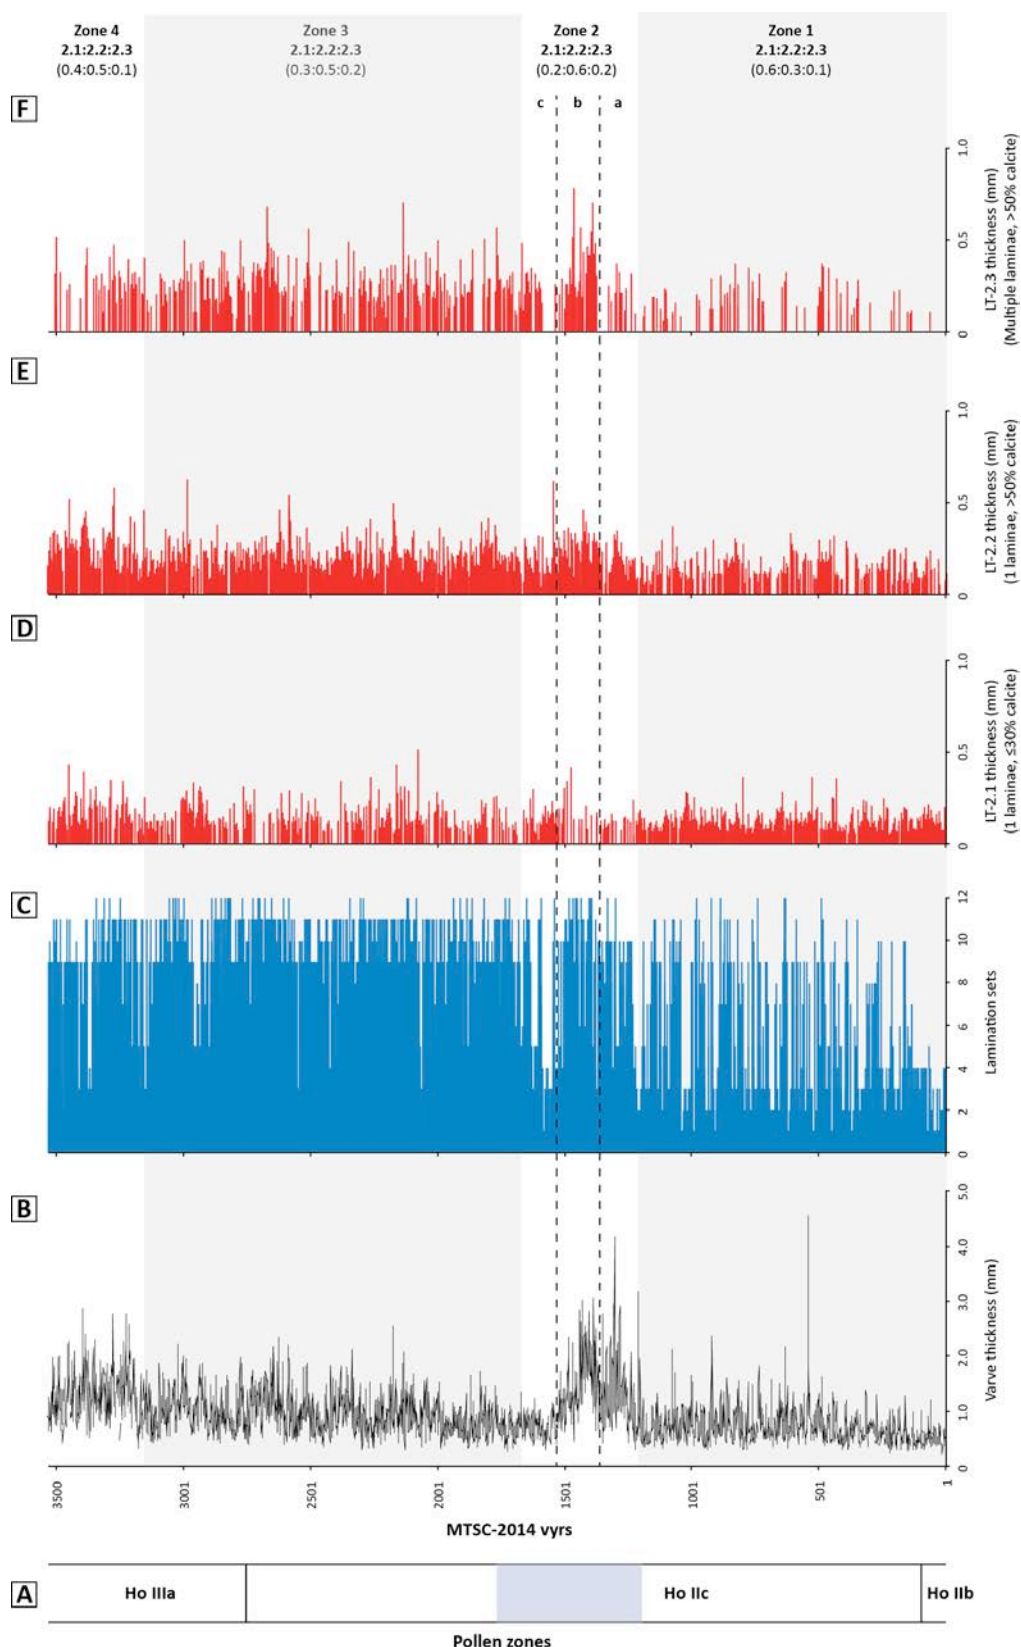 Zone 4
2.1:2.2:2.3
(0.4:0.5:0.1)
Zone 3
2.1:2.2:2.3
(0.3:0.5:0.2)
Zone 2
2.1:2.2:2.3
(0.2:0.6:0.2)
Zone 1
2.1:2.2:2.3
(0.6:0.3:0.1)
F
c
b
a
1.0
0.5
0
LT-2.3 thickness (mm)
(Multiple laminae, >50% calcite)
E
1.0
0.5
0
LT-2.2 thickness (mm)
(1 laminae, >50% calcite)
D
1.0
0.5
0
LT-2.1 thickness (mm)
(1 laminae, ≤30% calcite)
C
12
10
8
6
4
2
0
Lamination sets
B
5.0
4.0
3.0
2.0
1.0
0
Varve thickness (mm)
3500
3001
2501
2001
1501
1001
501
1
MTSC-2014 vyrs
A
Ho IIIa
Ho IIc
Ho IIb
Pollen zones